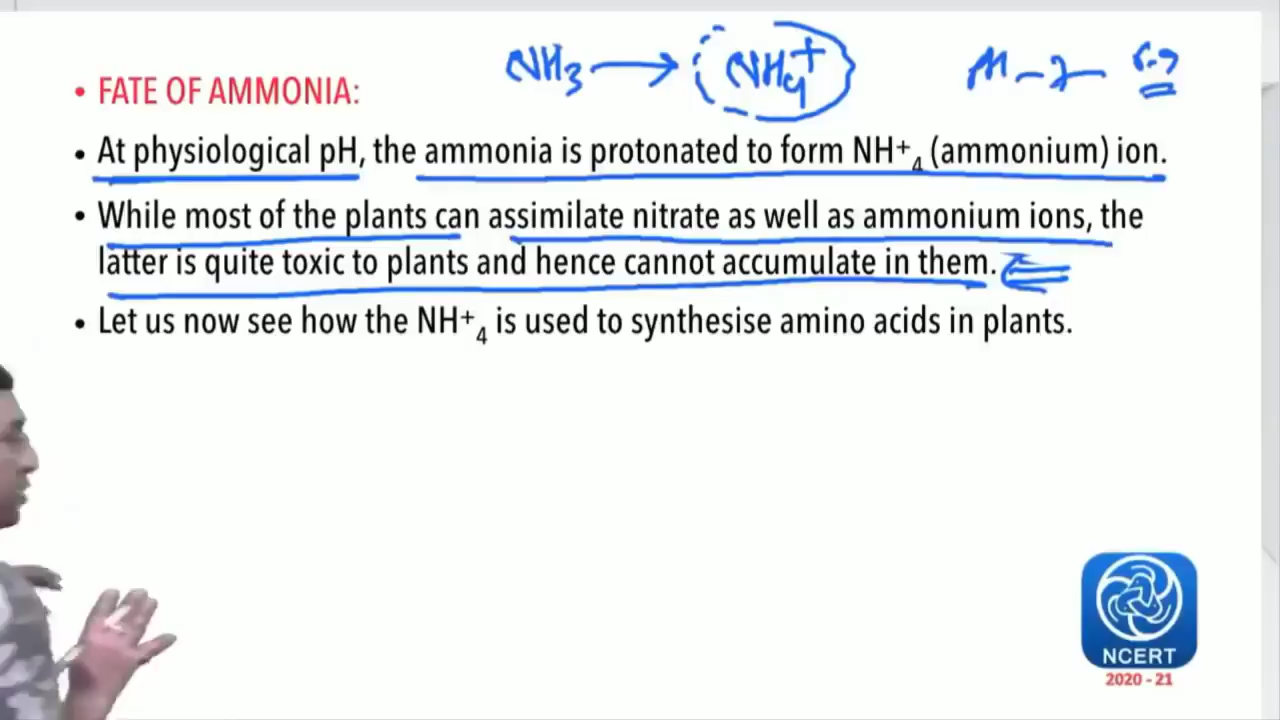 NH3 → NH4+
• FATE OF AMMONIA:
• At physiological pH, the ammonia is protonated to form NH+4 (ammonium) ion.
• While most of the plants can assimilate nitrate as well as ammonium ions, the
latter is quite toxic to plants and hence cannot accumulate in them.
• Let us now see how the NH+4 is used to synthesise amino acids in plants.
NCERT
2020 - 21